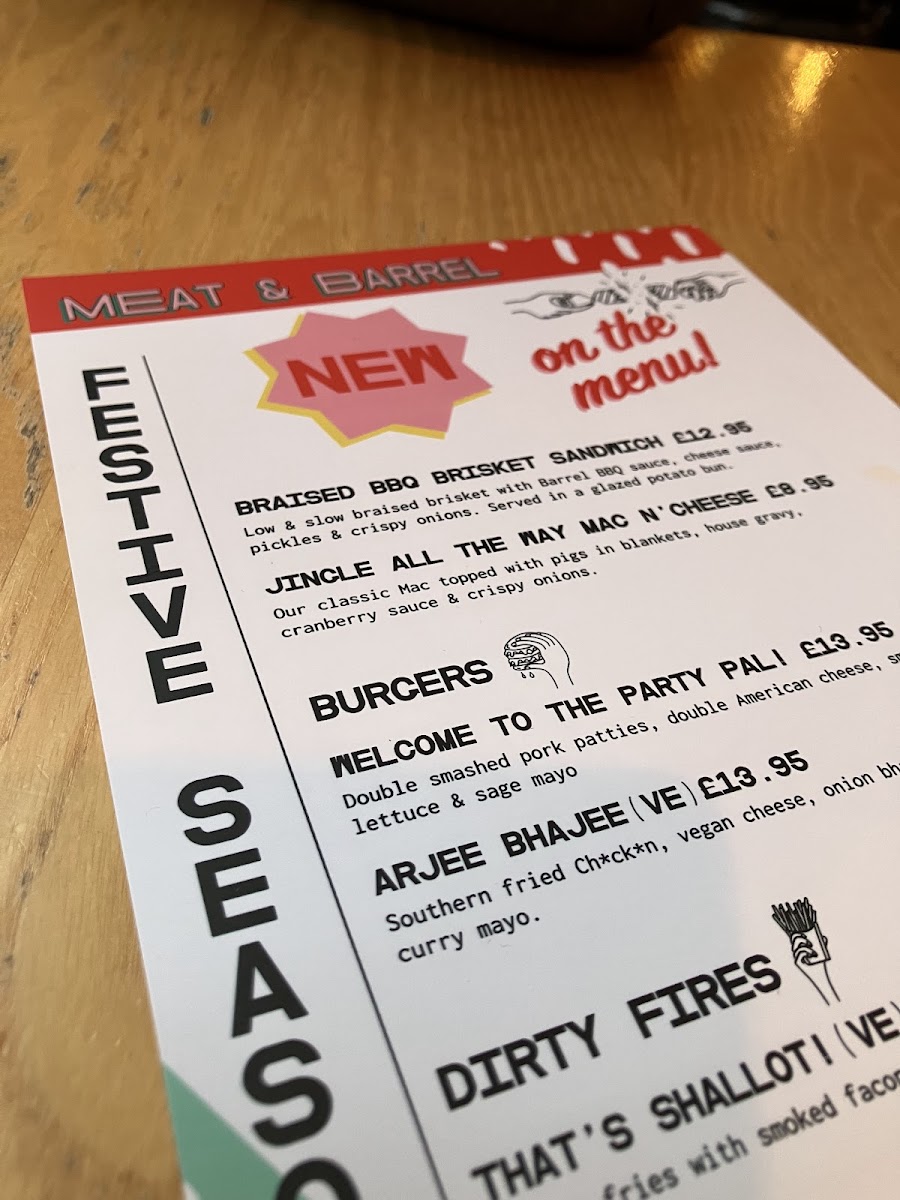 MEAT & BARREL
NEW
on the
menu!
FESTIVE
BRAISED BBQ BRISKET SANDWICH £12.95
Low & slow braised brisket with Barrel BBQ sauce, cheese sauce,
pickles & crispy onions. Served in a glazed potato bun.
JINGLE ALL THE WAY MAC N'CHEESE £8.95
Our classic Mac topped with pigs in blankets, house gravy,
cranberry sauce & crispy onions.
BURGERS
WELCOME TO THE PARTY PAL! £13.95
Double smashed pork patties, double American cheese,
lettuce & sage mayo
ARJEE BHAJEE(VE)£13.95
Southern fried Ch*ck*n, vegan cheese, onion
curry mayo.
DIRTY FIRES
THAT'S SHALLOT!(VE)
fries with smoked